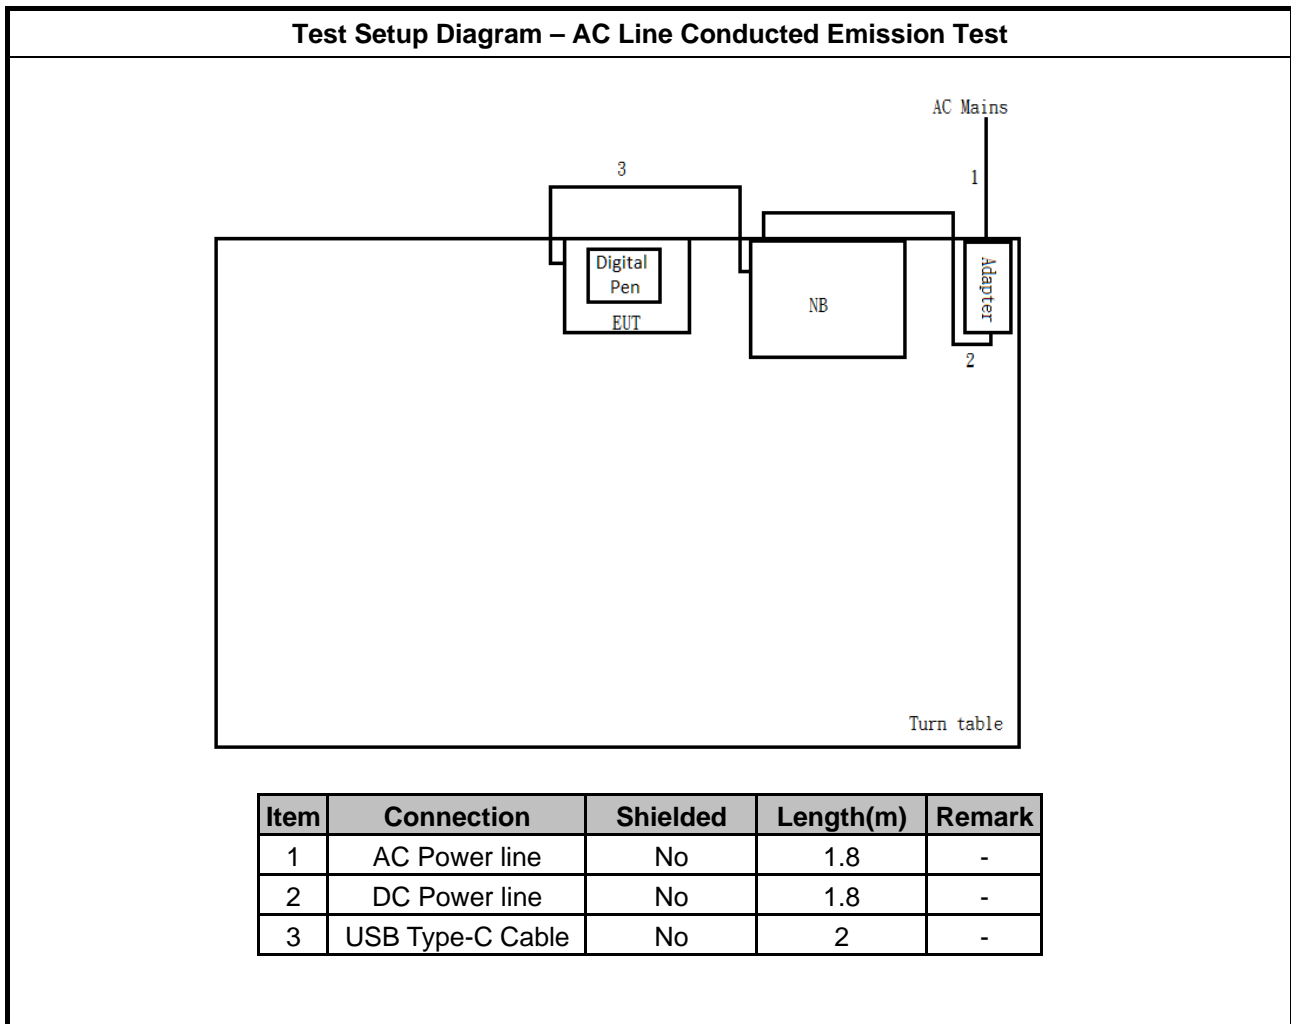 Test Setup Diagram – AC Line Conducted Emission Test
AC Mains
3
1
Digital
Pen
EUT
NB
Adapter
2
Turn table
Item Connection Shielded Length(m) Remark
1 AC Power line No 1.8 -
2 DC Power line No 1.8 -
3 USB Type-C Cable No 2 -